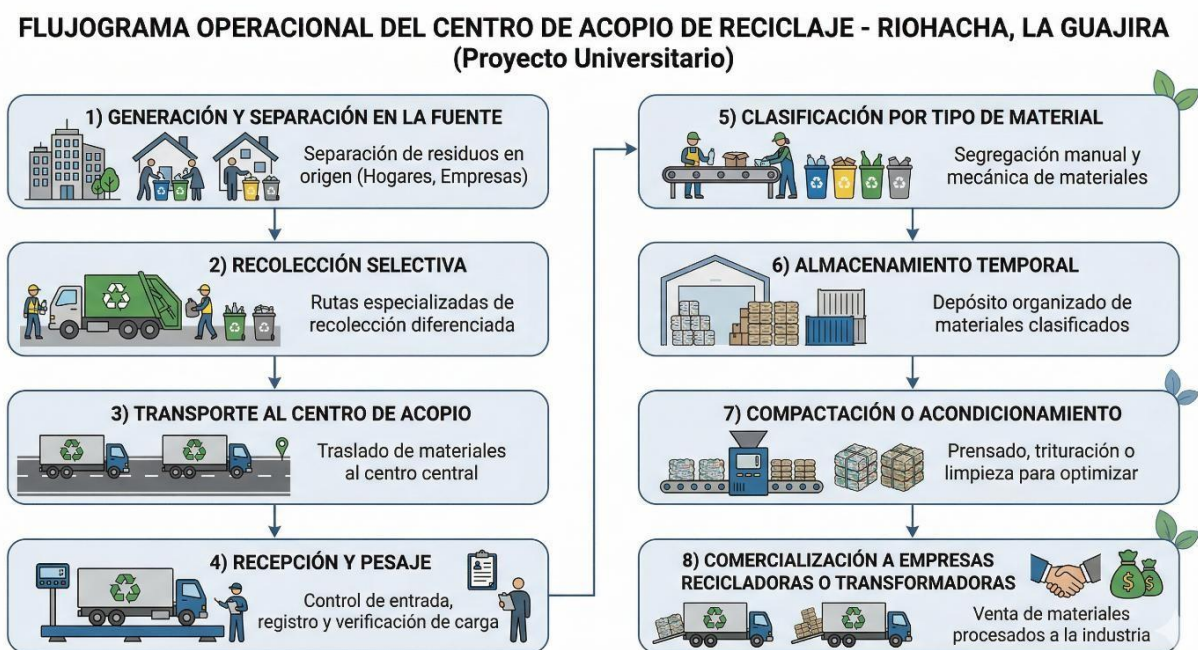 FLUJOGRAMA OPERACIONAL DEL CENTRO DE ACOPIO DE RECICLAJE - RIOHACHA, LA GUAJIRA
(Proyecto Universitario)
1) GENERACIÓN Y SEPARACIÓN EN LA FUENTE
Separación de residuos en
origen (Hogares, Empresas)
2) RECOLECCIÓN SELECTIVA
Rutas especializadas de
recolección diferenciada
3) TRANSPORTE AL CENTRO DE ACOPIO
Traslado de materiales
al centro central
4) RECEPCIÓN Y PESAJE
Control de entrada,
registro y verificación de carga
5) CLASIFICACIÓN POR TIPO DE MATERIAL
Segregación manual y
mecánica de materiales
6) ALMACENAMIENTO TEMPORAL
Depósito organizado de
materiales clasificados
7) COMPACTACIÓN O ACONDICIONAMIENTO
Prensado, trituración o
limpieza para optimizar
8) COMERCIALIZACIÓN A EMPRESAS
RECICLADORAS O TRANSFORMADORAS
$ $
Venta de materiales
procesados a la industria